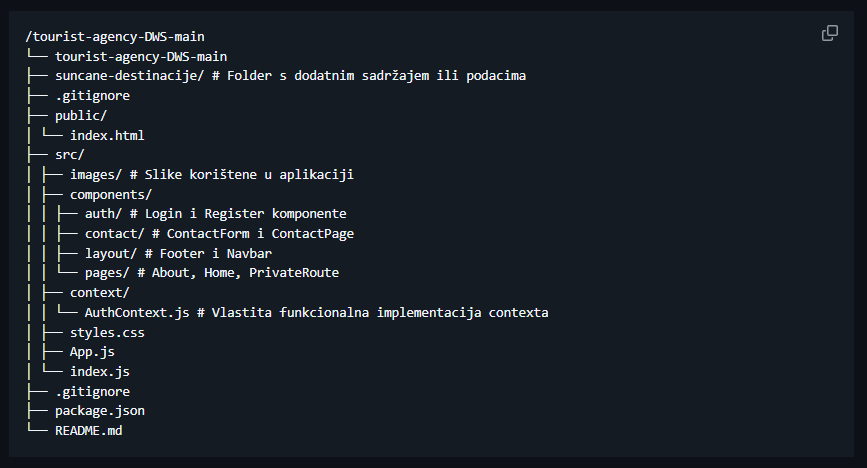 /tourist-agency-DWS-main
└── tourist-agency-DWS-main
├── suncane-destinacije/ # Folder s dodatnim sadržajem ili podacima
├── .gitignore
├── public/
│ └── index.html
├── src/
│ ├── images/ # Slike korištene u aplikaciji
│ ├── components/
│ │ ├── auth/ # Login i Register komponente
│ │ ├── contact/ # ContactForm i ContactPage
│ │ ├── layout/ # Footer i Navbar
│ │ └── pages/ # About, Home, PrivateRoute
│ ├── context/
│ │ └── AuthContext.js # Vlastita funkcionalna implementacija contexta
│ ├── styles.css
│ ├── App.js
│ └── index.js
├── .gitignore
├── package.json
└── README.md